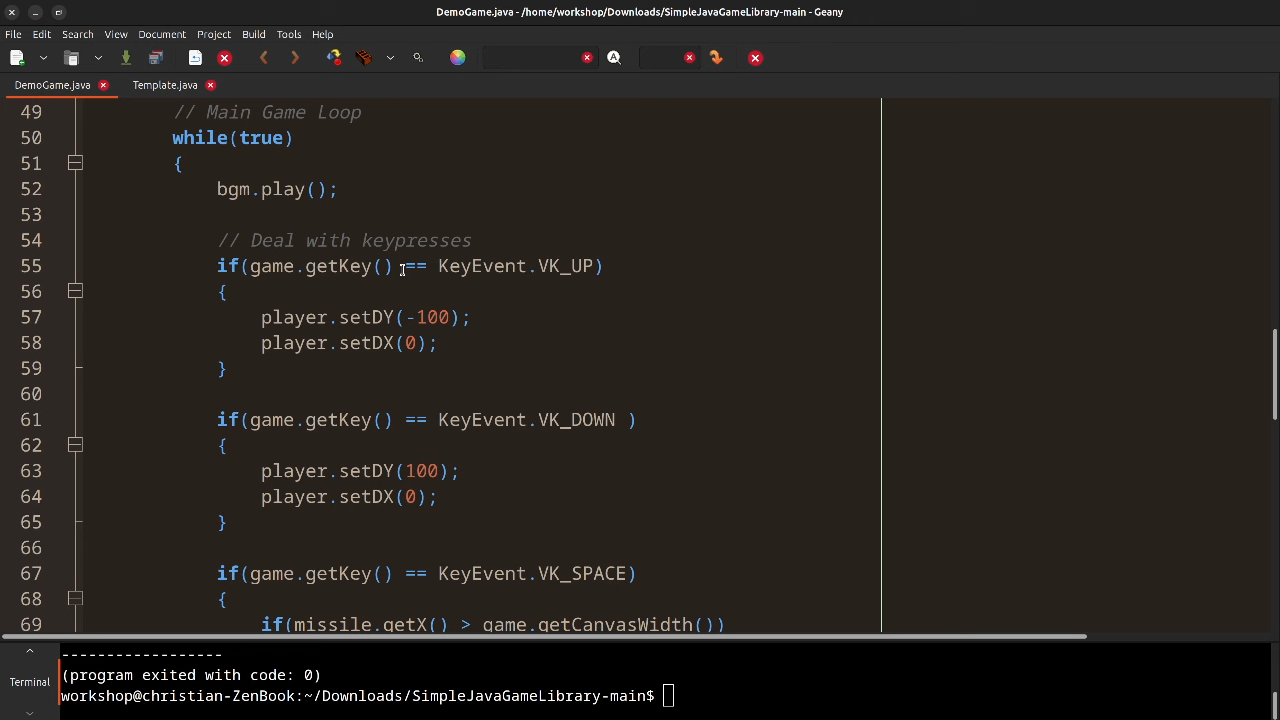 DemoGame.java - /home/workshop/Downloads/SimpleJavaGameLibrary-main - Geany
File Edit Search View Document Project Build Tools Help
DemoGame.java Template.java
49 // Main Game Loop
50 while(true)
51 {
52 bgm.play();
53
54 // Deal with keypresses
55 if(game.getKey() == KeyEvent.VK_UP)
56 {
57 player.setDY(-100);
58 player.setDX(0);
59 }
60
61 if(game.getKey() == KeyEvent.VK_DOWN )
62 {
63 player.setDY(100);
64 player.setDX(0);
65 }
66
67 if(game.getKey() == KeyEvent.VK_SPACE)
68 {
69 if(missile.getX() > game.getCanvasWidth())
------------------
(program exited with code: 0)
Terminal
workshop@christian-ZenBook:~/Downloads/SimpleJavaGameLibrary-main$